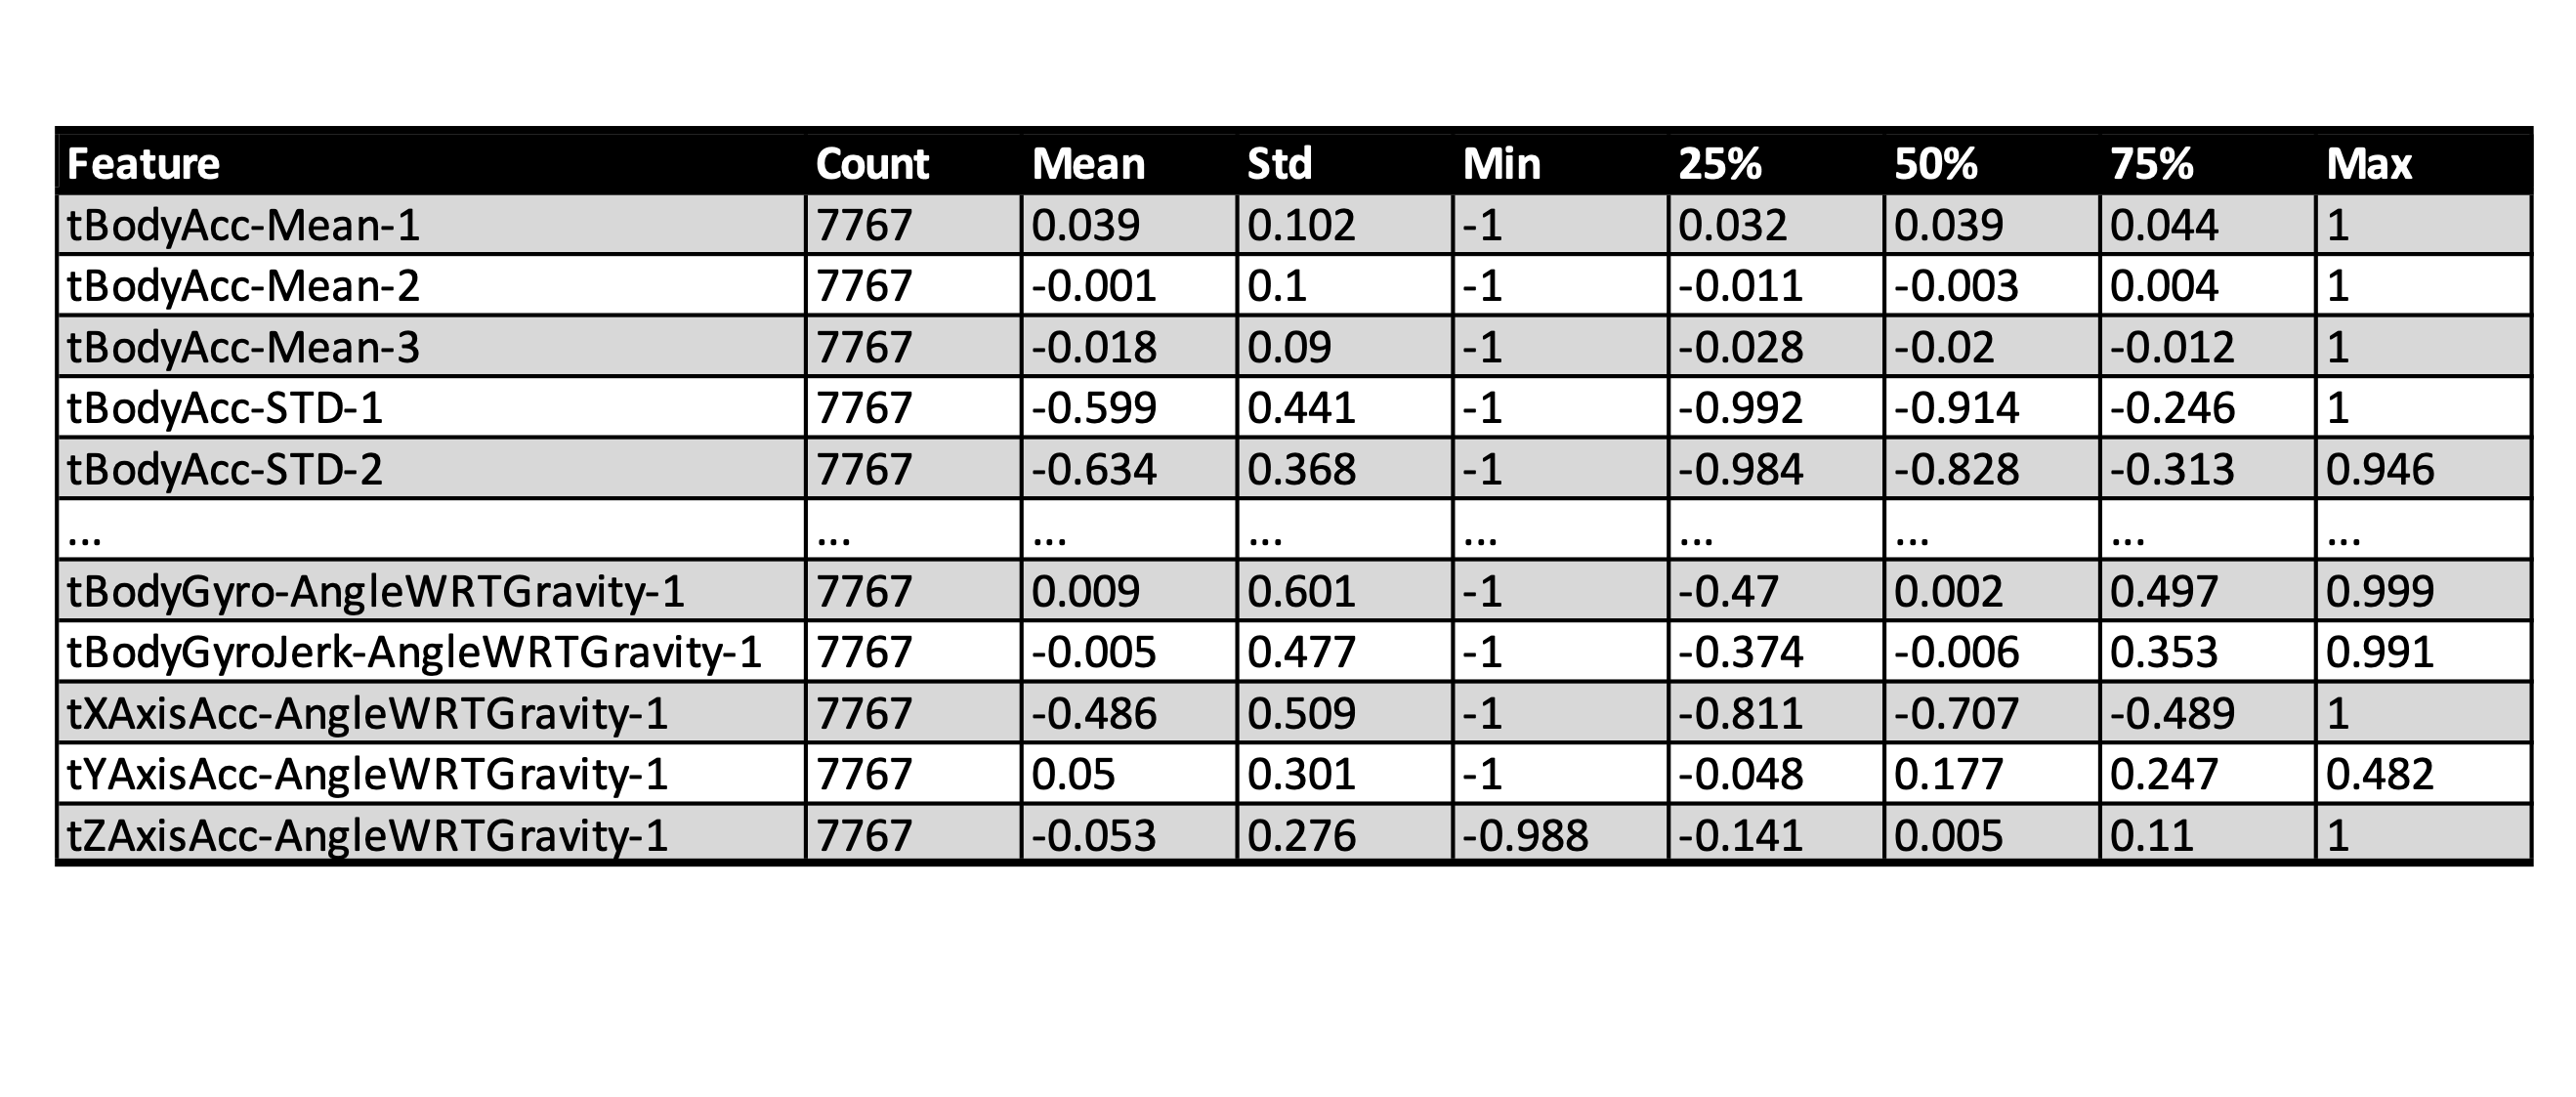 Feature Count Mean Std Min 25% 50% 75% Max
tBodyAcc-Mean-1 7767 0.039 0.102 -1 0.032 0.039 0.044 1
tBodyAcc-Mean-2 7767 -0.001 0.1 -1 -0.011 -0.003 0.004 1
tBodyAcc-Mean-3 7767 -0.018 0.09 -1 -0.028 -0.02 -0.012 1
tBodyAcc-STD-1 7767 -0.599 0.441 -1 -0.992 -0.914 -0.246 1
tBodyAcc-STD-2 7767 -0.634 0.368 -1 -0.984 -0.828 -0.313 0.946
... ... ... ... ... ... ... ... ...
tBodyGyro-AngleWRTGravity-1 7767 0.009 0.601 -1 -0.47 0.002 0.497 0.999
tBodyGyroJerk-AngleWRTGravity-1 7767 -0.005 0.477 -1 -0.374 -0.006 0.353 0.991
tXAxisAcc-AngleWRTGravity-1 7767 -0.486 0.509 -1 -0.811 -0.707 -0.489 1
tYAxisAcc-AngleWRTGravity-1 7767 0.05 0.301 -1 -0.048 0.177 0.247 0.482
tZAxisAcc-AngleWRTGravity-1 7767 -0.053 0.276 -0.988 -0.141 0.005 0.11 1